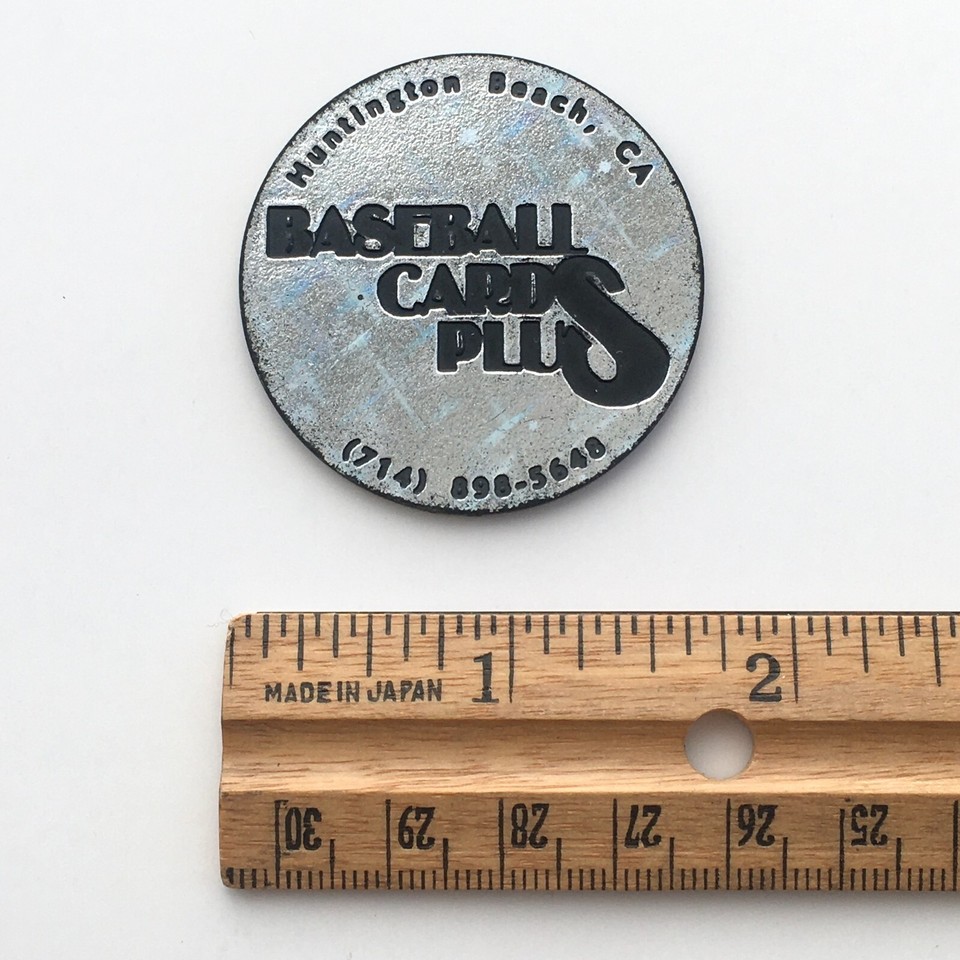 Huntington Beach, CA
BASEBALL
CARDS
PLUS
(714) 898-5648
1 2
MADE IN JAPAN
30 29 28 27 26 25